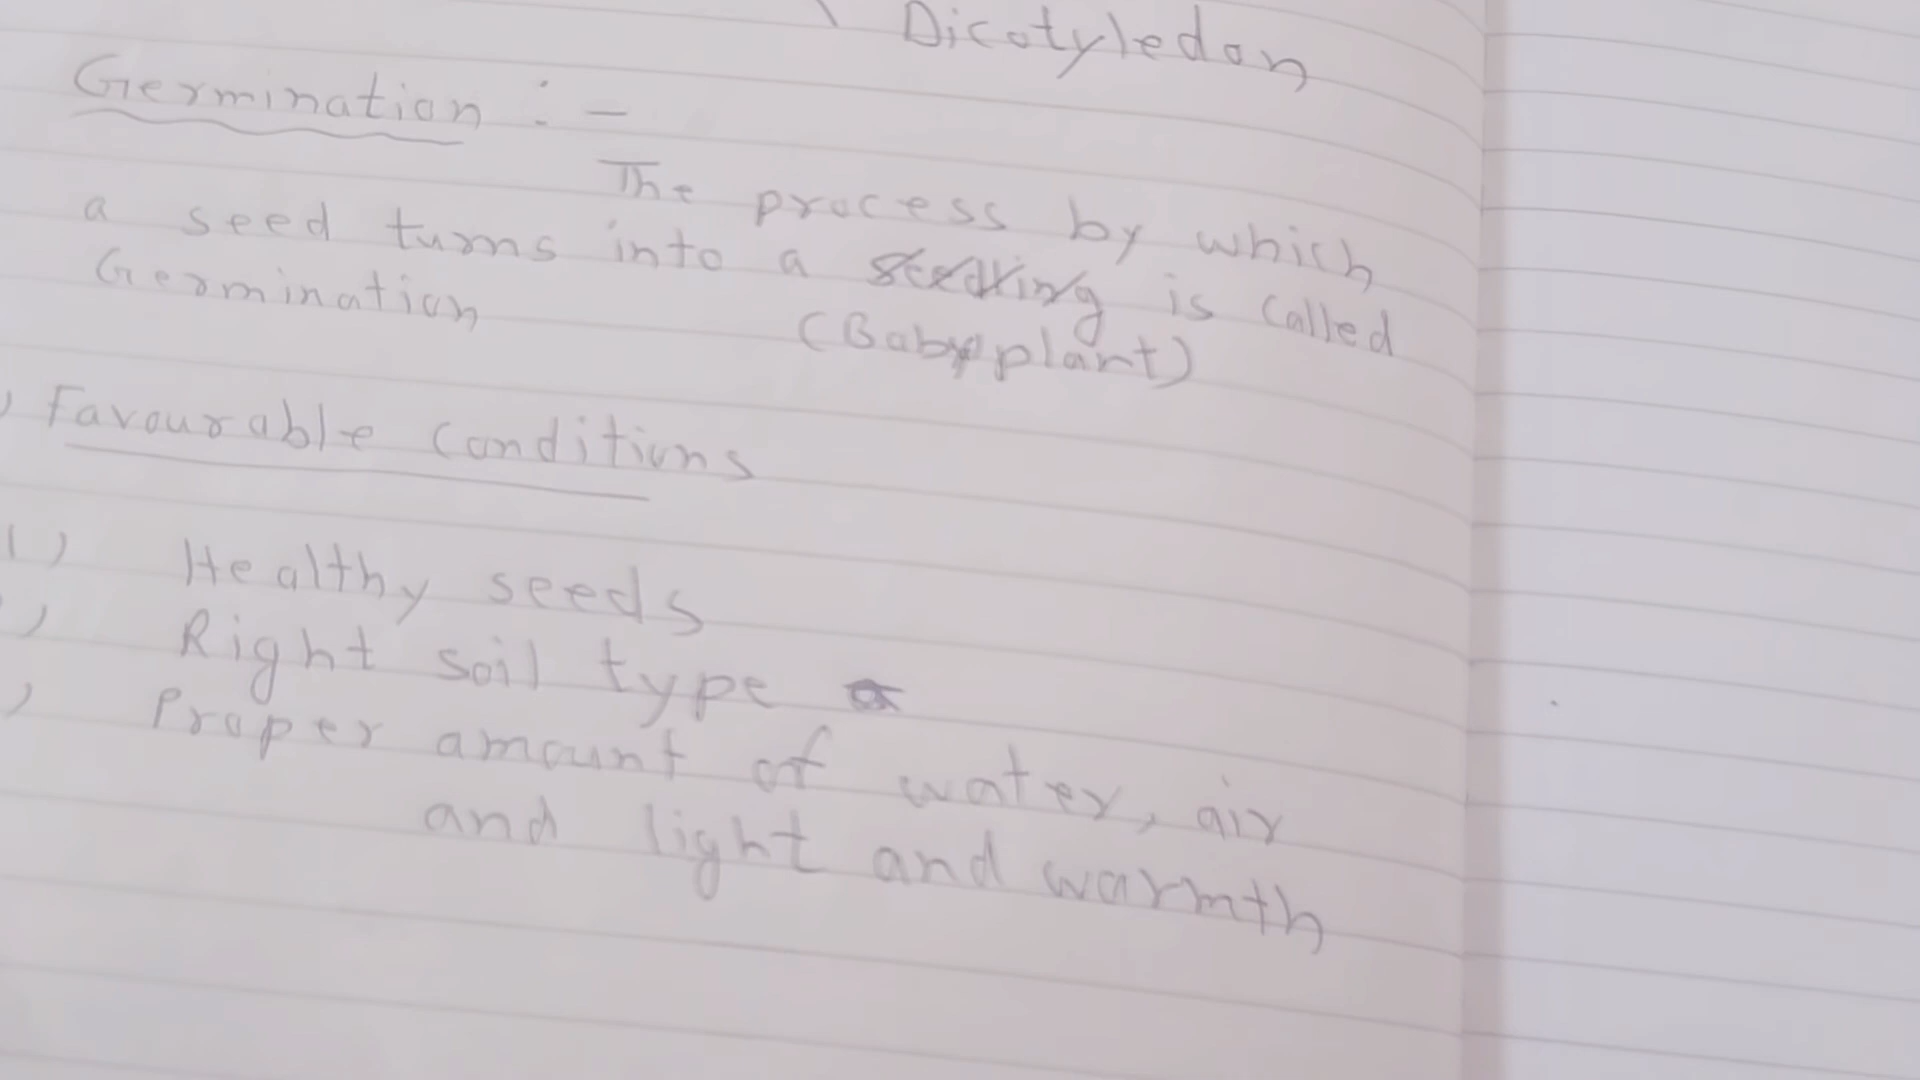 Dicotyledon
Germination : -
The process by which
a seed turns into a seedling is called
Germination (Baby plant)
Favourable Conditions
1) Healthy seeds
) Right soil type
) Proper amount of water, air
and light and warmth